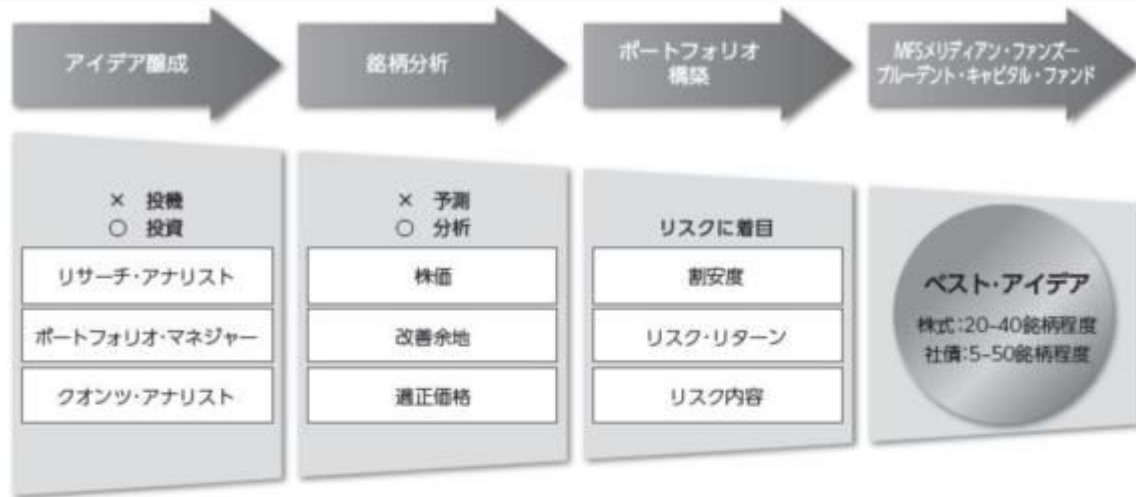 アイデア醸成
銘柄分析
ポートフォリオ
構築
MFSメリディアン・ファンズー
プルーデント・キャピタル・ファンド
× 投機
○ 投資
リサーチ・アナリスト
ポートフォリオ・マネジャー
クオンツ・アナリスト
× 予測
○ 分析
株価
改善余地
適正価格
リスクに着目
割安度
リスク・リターン
リスク内容
ベスト・アイデア
株式:20-40銘柄程度
社債:5-50銘柄程度